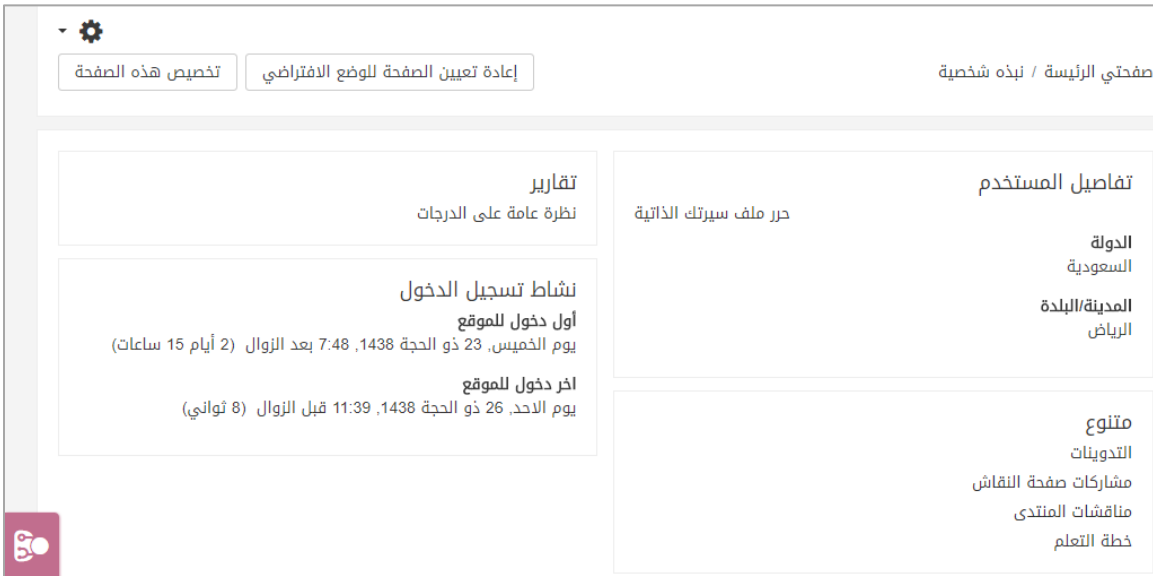 صفحتي الرئيسة / نبذه شخصية
إعادة تعيين الصفحة للوضع الافتراضي
تخصيص هذه الصفحة
تفاصيل المستخدم
حرر ملف سيرتك الذاتية
الدولة
السعودية
المدينة/البلدة
الرياض
متنوع
التدوينات
مشاركات صفحة النقاش
مناقشات المنتدى
خطة التعلم
تقارير
نظرة عامة على الدرجات
نشاط تسجيل الدخول
أول دخول للموقع
يوم الخميس, 23 ذو الحجة 1438, 7:48 بعد الزوال (2 أيام 15 ساعات)
اخر دخول للموقع
يوم الاحد, 26 ذو الحجة 1438, 11:39 قبل الزوال (8 ثواني)